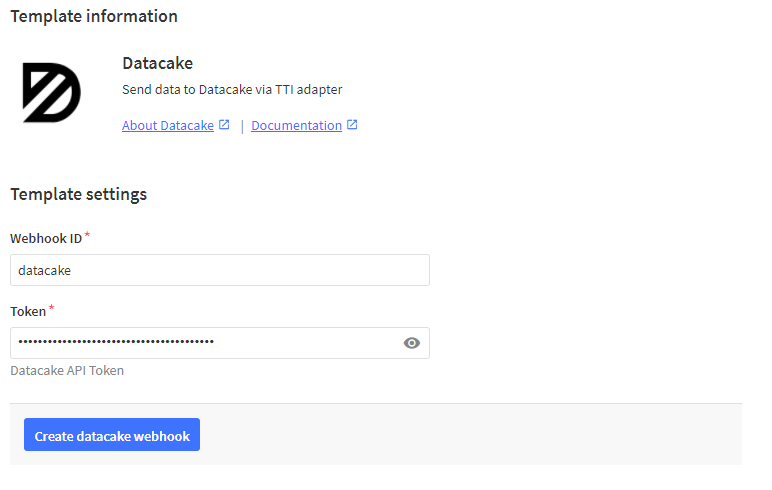 Template information
Datacake
Send data to Datacake via TTI adapter
About Datacake | Documentation
Template settings
Webhook ID*
datacake
Token*
••••••••••••••••••••••••••••••••••••••••
Datacake API Token
Create datacake webhook